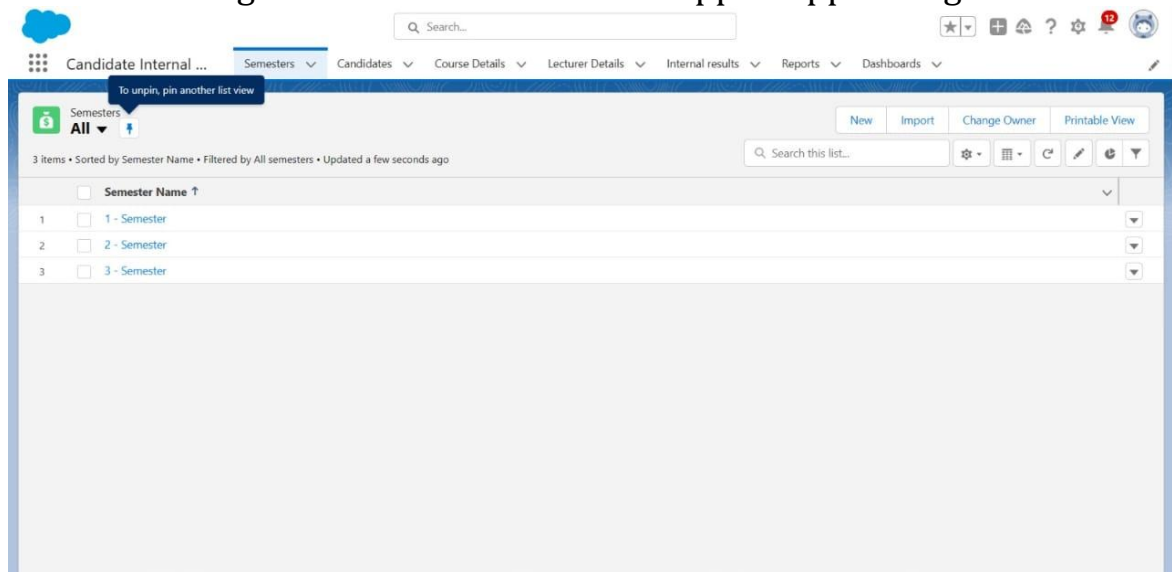 Search...
12
Candidate Internal ...
Semesters
Candidates
Course Details
Lecturer Details
Internal results
Reports
Dashboards
To unpin, pin another list view
Semesters
All
New
Import
Change Owner
Printable View
3 items • Sorted by Semester Name • Filtered by All semesters • Updated a few seconds ago
Search this list...
Semester Name ↑
1 1 - Semester
2 2 - Semester
3 3 - Semester